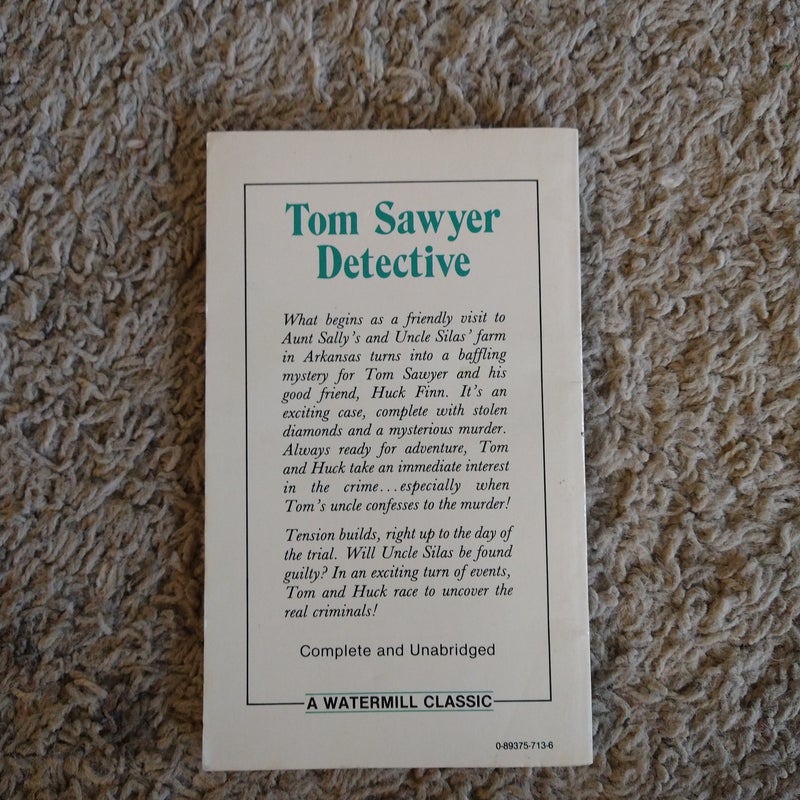 Tom Sawyer
Detective
What begins as a friendly visit to
Aunt Sally's and Uncle Silas' farm
in Arkansas turns into a baffling
mystery for Tom Sawyer and his
good friend, Huck Finn. It's an
exciting case, complete with stolen
diamonds and a mysterious murder.
Always ready for adventure, Tom
and Huck take an immediate interest
in the crime...especially when
Tom's uncle confesses to the murder!
Tension builds, right up to the day of
the trial. Will Uncle Silas be found
guilty? In an exciting turn of events,
Tom and Huck race to uncover the
real criminals!
Complete and Unabridged
A WATERMILL CLASSIC
0-89375-713-6